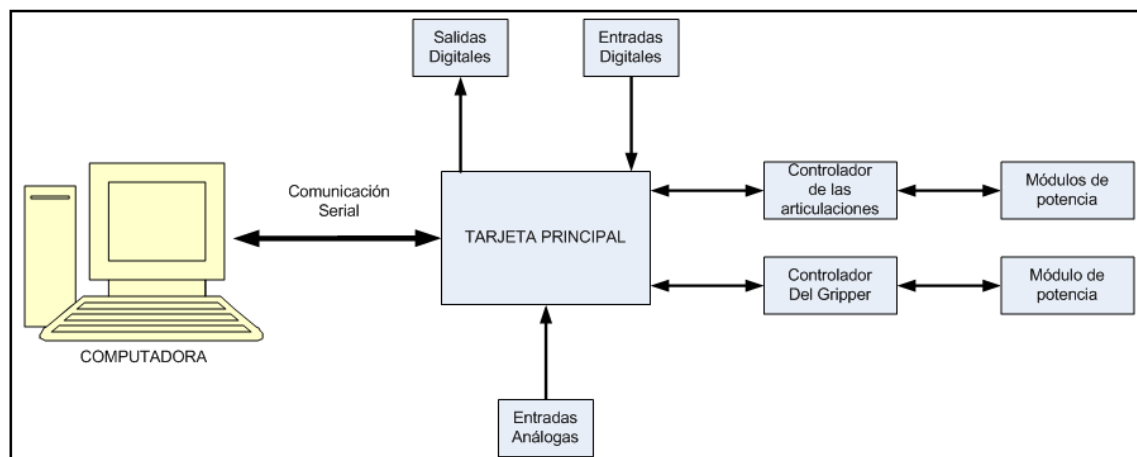 Salidas
Digitales
Entradas
Digitales
Comunicación
Serial
TARJETA PRINCIPAL
Controlador
de las
articulaciones
Módulos de
potencia
Controlador
Del Gripper
Módulo de
potencia
COMPUTADORA
Entradas
Análogas